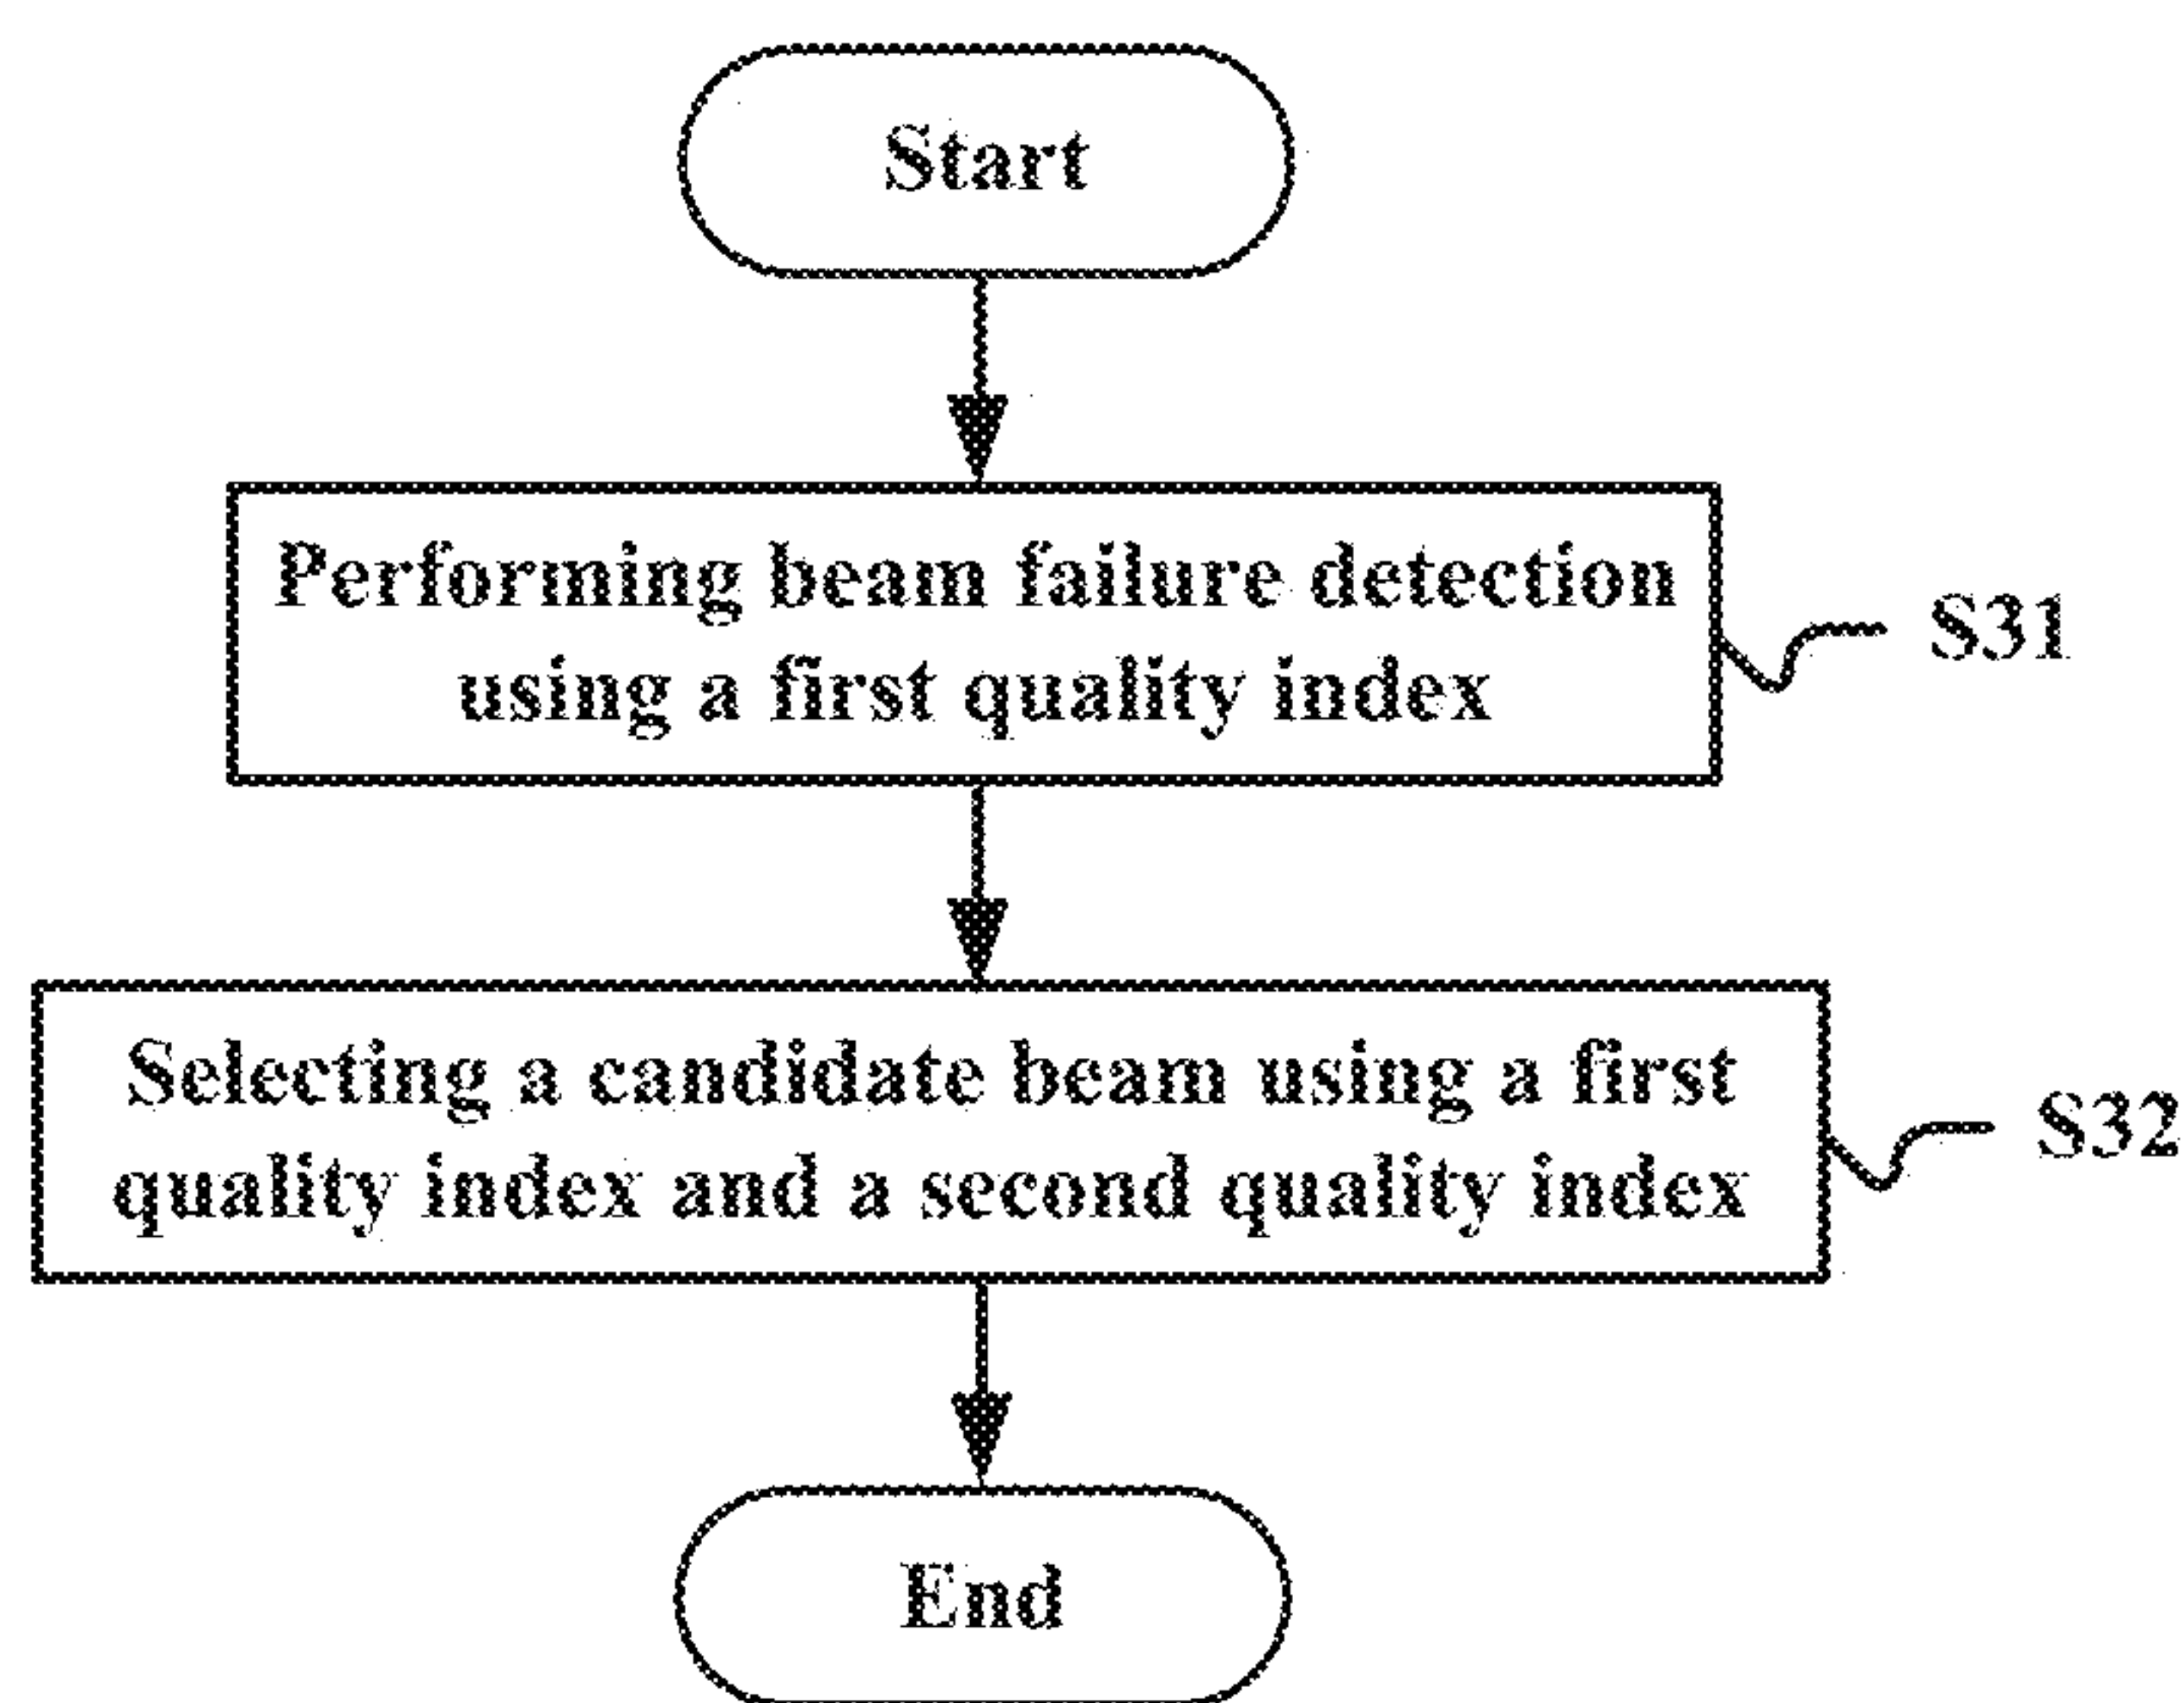 Start
Performing beam failure detection
using a first quality index
S31
Selecting a candidate beam using a first
quality index and a second quality index
S32
End